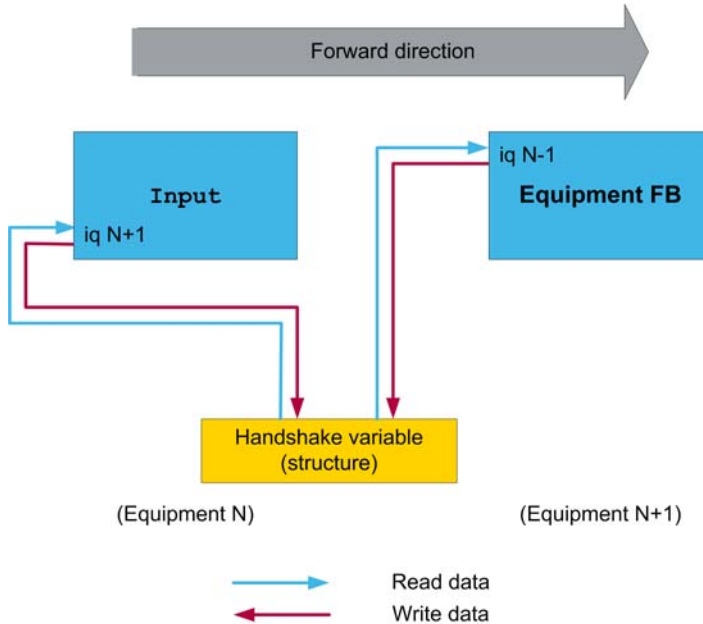 Forward direction
Input
iq N+1
iq N-1
Equipment FB
Handshake variable
(structure)
(Equipment N)
(Equipment N+1)
Read data
Write data